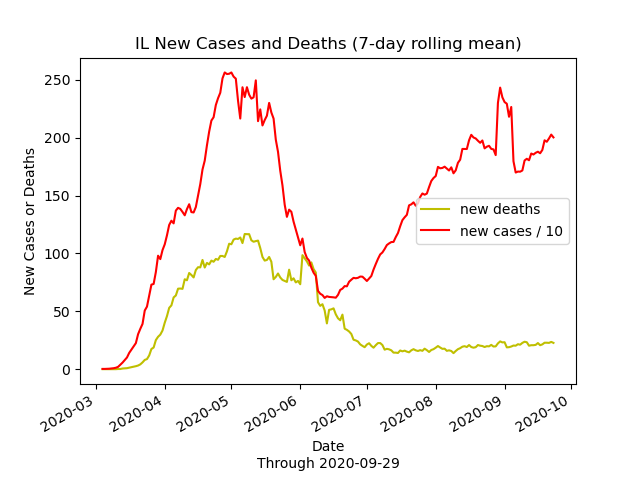 IL New Cases and Deaths (7-day rolling mean)
New Cases or Deaths
250
200
150
100
50
0
new deaths
new cases / 10
2020-03
2020-04
2020-05
2020-06
2020-07
2020-08
2020-09
2020-10
Date
Through 2020-09-29